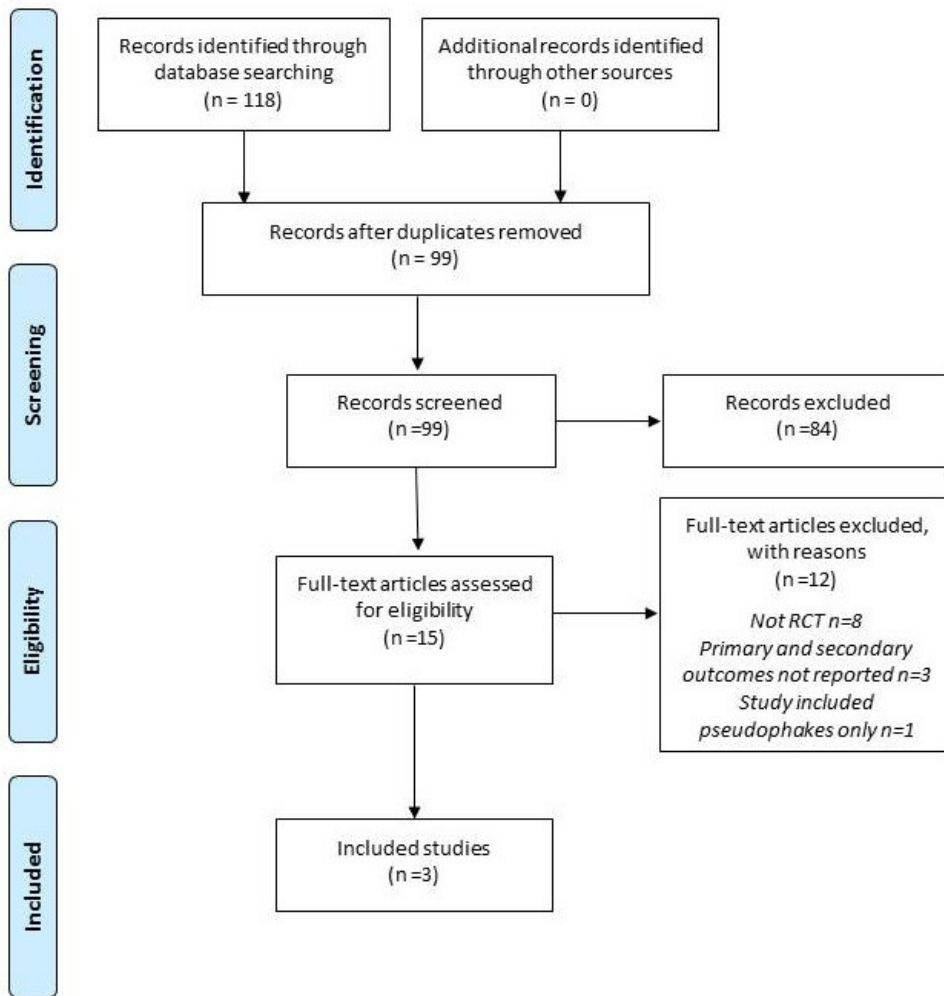 Identification
Records identified through
database searching
(n = 118)
Additional records identified
through other sources
(n = 0)
Records after duplicates removed
(n = 99)
Screening
Records screened
(n =99)
Records excluded
(n =84)
Eligibility
Full-text articles assessed
for eligibility
(n =15)
Full-text articles excluded,
with reasons
(n =12)
Not RCT n=8
Primary and secondary
outcomes not reported n=3
Study included
pseudophakes only n=1
Included
Included studies
(n =3)